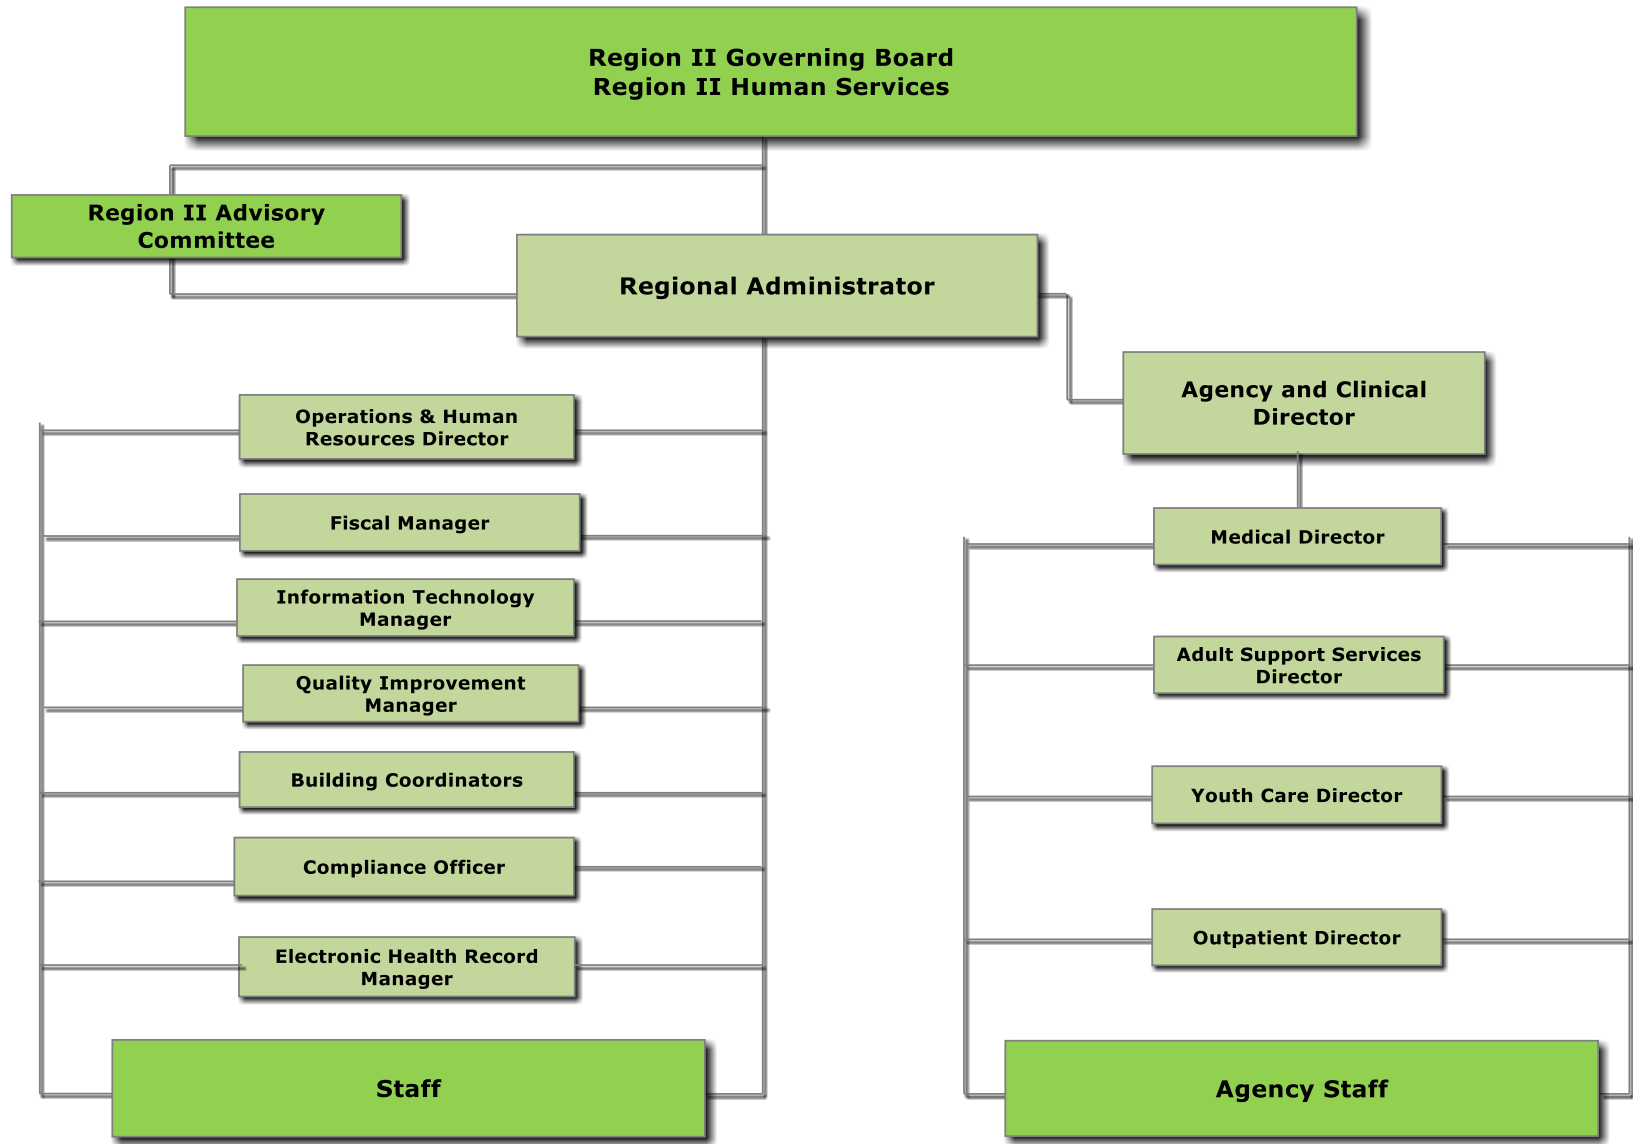 Region II Governing Board
Region II Human Services
Region II Advisory
Committee
Regional Administrator
Agency and Clinical
Director
Operations & Human
Resources Director
Fiscal Manager
Information Technology
Manager
Quality Improvement
Manager
Building Coordinators
Compliance Officer
Electronic Health Record
Manager
Staff
Medical Director
Adult Support Services
Director
Youth Care Director
Outpatient Director
Agency Staff